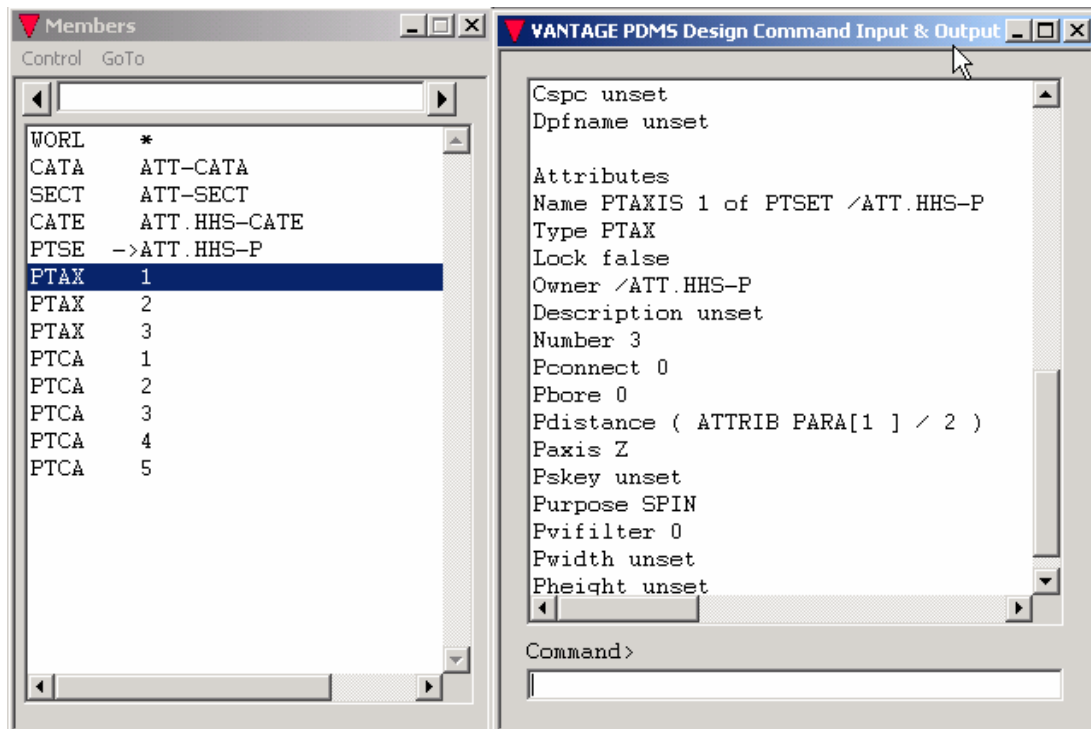 Members
Control GoTo
WORL *
CATA ATT-CATA
SECT ATT-SECT
CATE ATT.HHS-CATE
PTSE ->ATT.HHS-P
PTAX 1
PTAX 2
PTAX 3
PTCA 1
PTCA 2
PTCA 3
PTCA 4
PTCA 5
VANTAGE PDMS Design Command Input & Output
Cspc unset
Dpfname unset
Attributes
Name PTAXIS 1 of PTSET /ATT.HHS-P
Type PTAX
Lock false
Owner /ATT.HHS-P
Description unset
Number 3
Pconnect 0
Pbore 0
Pdistance ( ATTRIB PARA[1 ] / 2 )
Paxis Z
Pskey unset
Purpose SPIN
Pvifilter 0
Pwidth unset
Pheight unset
Command>